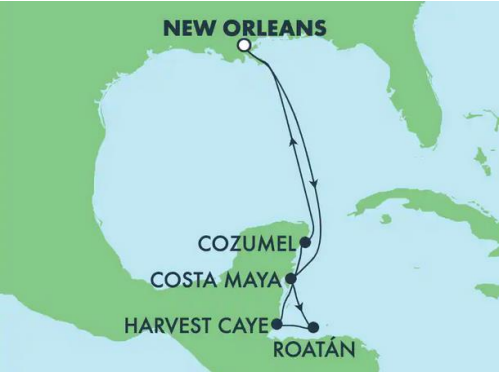 NEW ORLEANS
COZUMEL
COSTA MAYA
HARVEST CAYE
ROATÁN